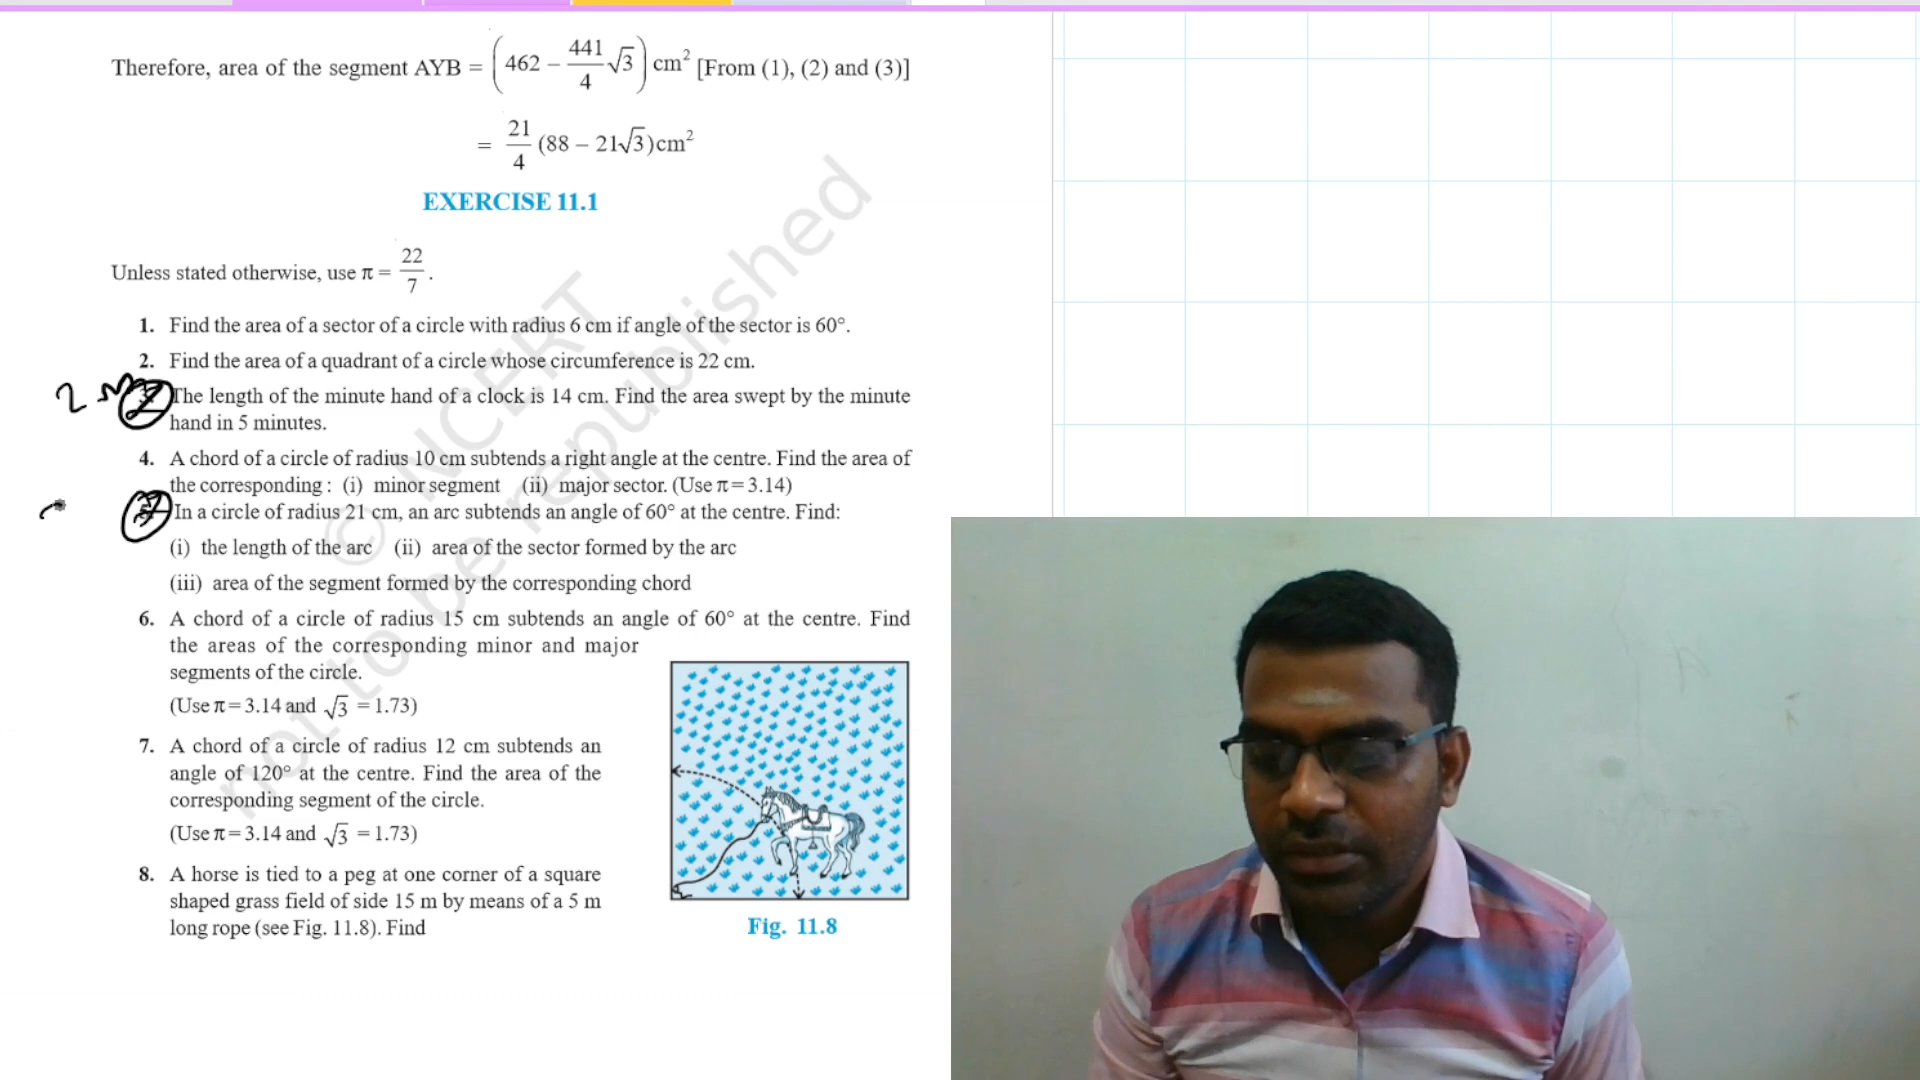 Therefore, area of the segment AYB = (462 – 441/4 √3) cm² [From (1), (2) and (3)]
= 21/4 (88 – 21√3)cm²
EXERCISE 11.1
Unless stated otherwise, use π = 22/7 .
1. Find the area of a sector of a circle with radius 6 cm if angle of the sector is 60°.
2. Find the area of a quadrant of a circle whose circumference is 22 cm.
2 m The length of the minute hand of a clock is 14 cm. Find the area swept by the minute
hand in 5 minutes.
4. A chord of a circle of radius 10 cm subtends a right angle at the centre. Find the area of
the corresponding : (i) minor segment (ii) major sector. (Use π = 3.14)
In a circle of radius 21 cm, an arc subtends an angle of 60° at the centre. Find:
(i) the length of the arc (ii) area of the sector formed by the arc
(iii) area of the segment formed by the corresponding chord
6. A chord of a circle of radius 15 cm subtends an angle of 60° at the centre. Find
the areas of the corresponding minor and major
segments of the circle.
(Use π = 3.14 and √3 = 1.73)
7. A chord of a circle of radius 12 cm subtends an
angle of 120° at the centre. Find the area of the
corresponding segment of the circle.
(Use π = 3.14 and √3 = 1.73)
8. A horse is tied to a peg at one corner of a square
shaped grass field of side 15 m by means of a 5 m
long rope (see Fig. 11.8). Find
Fig. 11.8
© NCERT
not to be republished